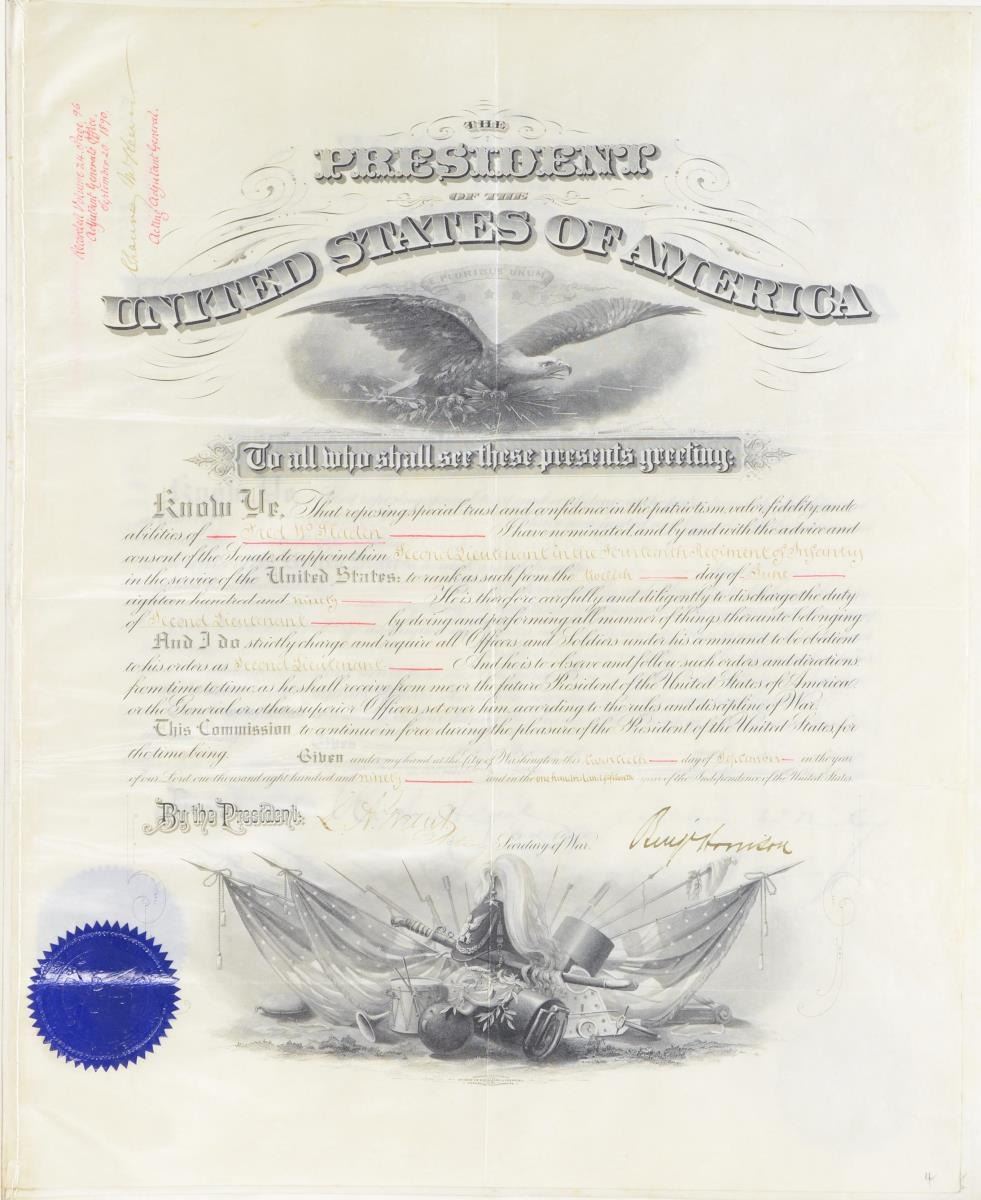 Recorded Volume 24 Page 96
Adjutant General's Office,
September 20, 1890.
Chauncey McKeever
Acting Adjutant General.
THE
PRESIDENT
OF THE
UNITED STATES OF AMERICA
E PLURIBUS UNUM
To all who shall see these presents greeting:
Know Ye, That reposing special trust and confidence in the patriotism, valor, fidelity and
abilities of Fred W. Sladen I have nominated, and by and with the advice and
consent of the Senate, do appoint him Second Lieutenant in the Fourteenth Regiment of Infantry
in the service of the United States: to rank as such from the twelfth day of June
eighteen hundred and ninety He is therefore carefully and diligently to discharge the duty
of Second Lieutenant by doing and performing all manner of things thereunto belonging
And I do strictly charge and require all Officers and Soldiers under his command to be obedient
to his orders as Second Lieutenant And he is to observe and follow such orders and directions
from time to time, as he shall receive from me, or the future President of the United States of America,
or the General or other superior Officers set over him, according to the rules and discipline of War.
This Commission to continue in force during the pleasure of the President of the United States for
the time being. Given under my hand at the City of Washington this twentieth day of September in the year
of our Lord one thousand eight hundred and ninety and in the one hundred and fifteenth year of the Independence of the United States
By the President: Secretary of War. Benj Harrison
4